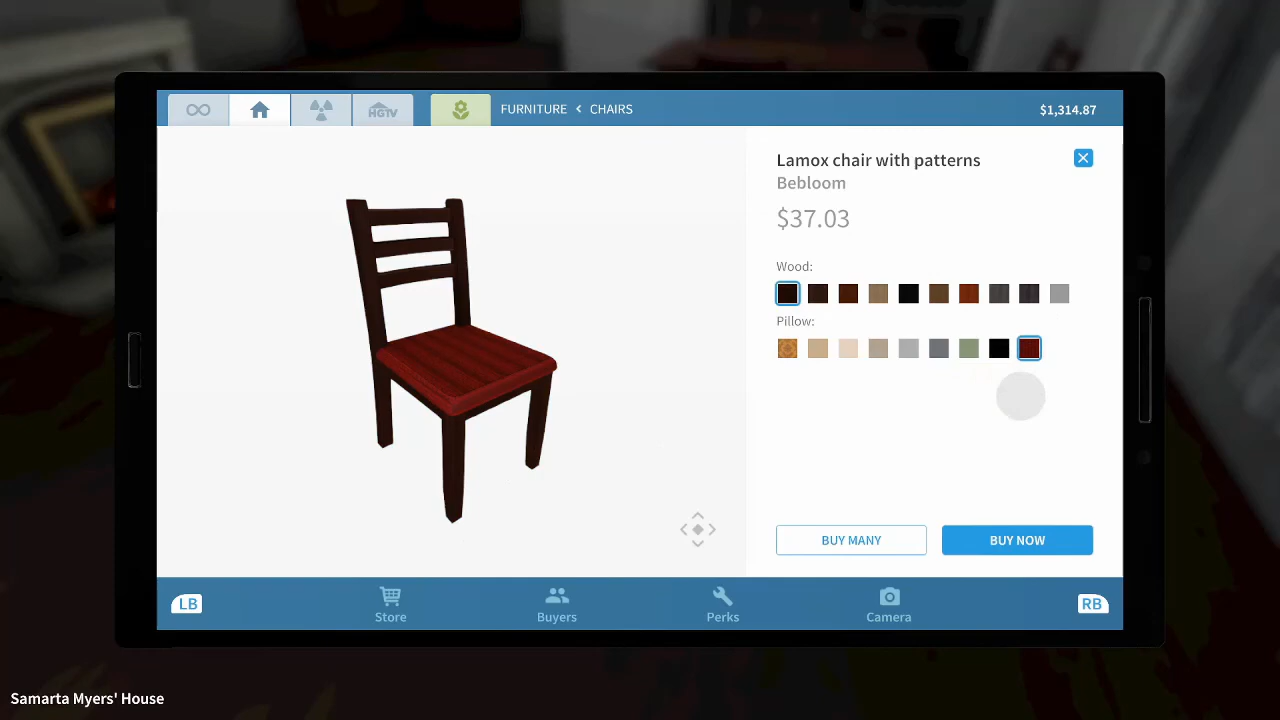 HGTV
FURNITURE < CHAIRS
$1,314.87
Lamox chair with patterns
Bebloom
$37.03
Wood:
Pillow:
BUY MANY
BUY NOW
LB
Store
Buyers
Perks
Camera
RB
Samarta Myers' House